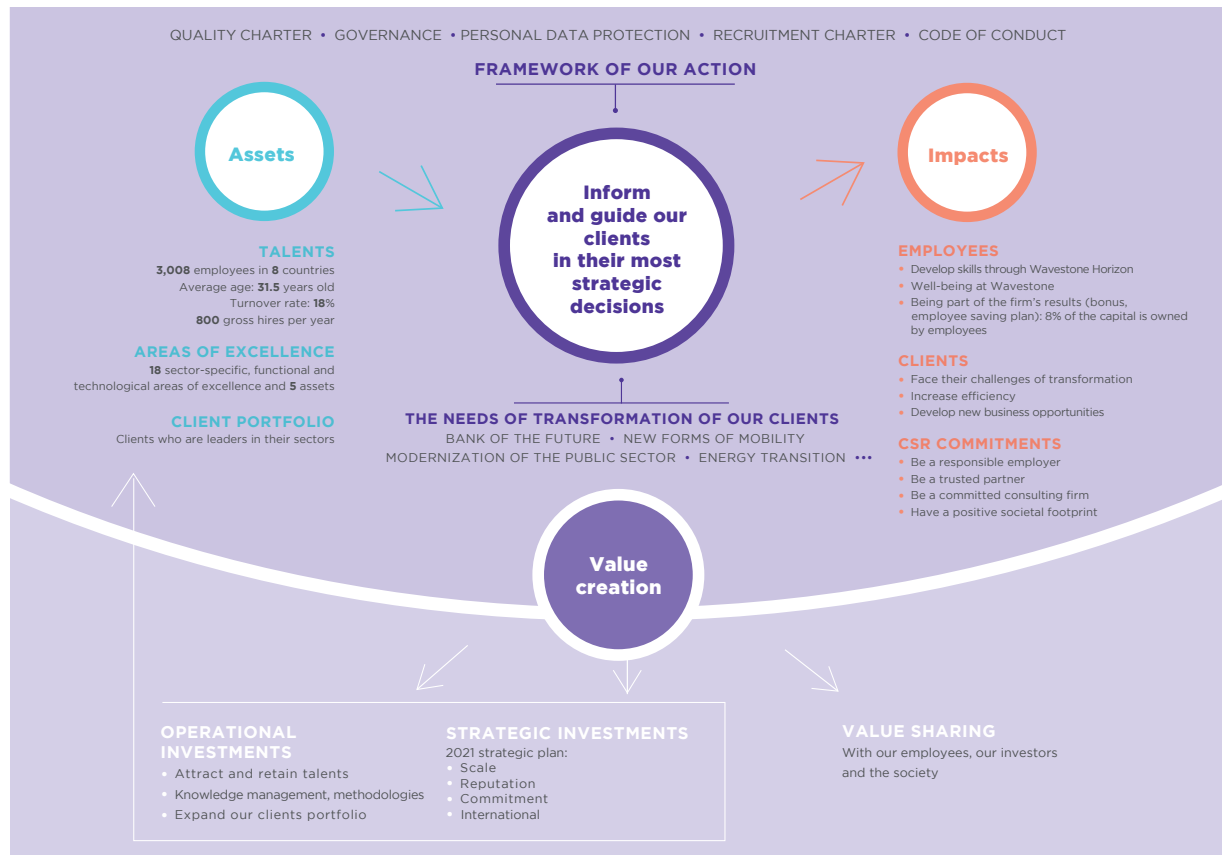 QUALITY CHARTER • GOVERNANCE • PERSONAL DATA PROTECTION • RECRUITMENT CHARTER • CODE OF CONDUCT
FRAMEWORK OF OUR ACTION
Assets
TALENTS
3,008 employees in 8 countries
Average age: 31.5 years old
Turnover rate: 18%
800 gross hires per year
AREAS OF EXCELLENCE
18 sector-specific, functional and
technological areas of excellence and 5 assets
CLIENT PORTFOLIO
Clients who are leaders in their sectors
Inform
and guide our
clients
in their most
strategic
decisions
THE NEEDS OF TRANSFORMATION OF OUR CLIENTS
BANK OF THE FUTURE • NEW FORMS OF MOBILITY
MODERNIZATION OF THE PUBLIC SECTOR • ENERGY TRANSITION •••
Impacts
EMPLOYEES
• Develop skills through Wavestone Horizon
• Well-being at Wavestone
• Being part of the firm's results (bonus,
employee saving plan): 8% of the capital is owned
by employees
CLIENTS
• Face their challenges of transformation
• Increase efficiency
• Develop new business opportunities
CSR COMMITMENTS
• Be a responsible employer
• Be a trusted partner
• Be a committed consulting firm
• Have a positive societal footprint
Value
creation
OPERATIONAL
INVESTMENTS
• Attract and retain talents
• Knowledge management, methodologies
• Expand our clients portfolio
STRATEGIC INVESTMENTS
2021 strategic plan:
• Scale
• Reputation
• Commitment
• International
VALUE SHARING
With our employees, our investors
and the society